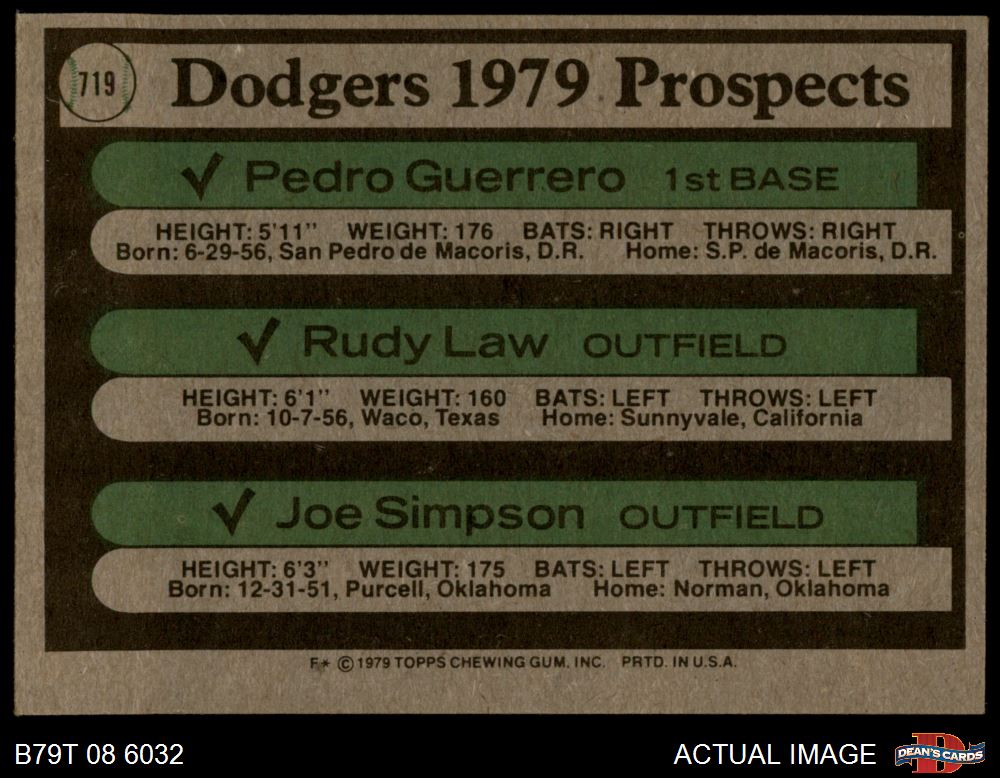 719
Dodgers 1979 Prospects
✓ Pedro Guerrero 1st BASE
HEIGHT: 5'11" WEIGHT: 176 BATS: RIGHT THROWS: RIGHT
Born: 6-29-56, San Pedro de Macoris, D.R. Home: S.P. de Macoris, D.R.
✓ Rudy Law OUTFIELD
HEIGHT: 6'1" WEIGHT: 160 BATS: LEFT THROWS: LEFT
Born: 10-7-56, Waco, Texas Home: Sunnyvale, California
✓ Joe Simpson OUTFIELD
HEIGHT: 6'3" WEIGHT: 175 BATS: LEFT THROWS: LEFT
Born: 12-31-51, Purcell, Oklahoma Home: Norman, Oklahoma
F* © 1979 TOPPS CHEWING GUM, INC. PRTD. IN U.S.A.
B79T 08 6032 ACTUAL IMAGE
DEAN'S CARDS